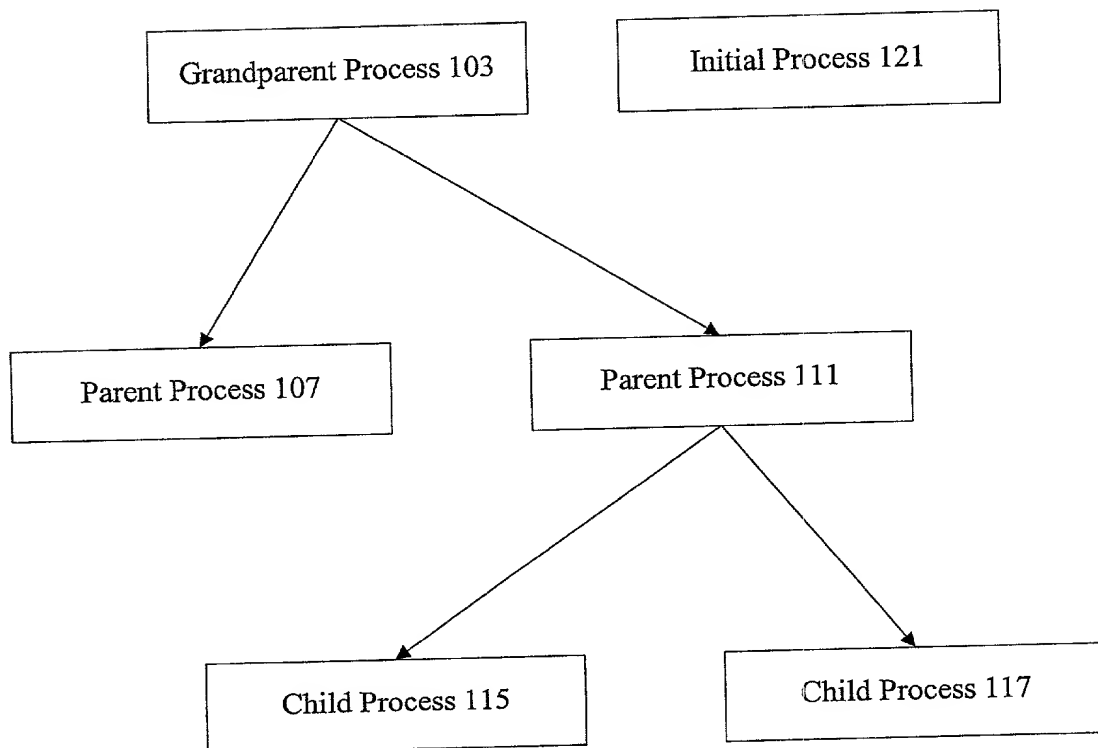 Grandparent Process 103
Initial Process 121
Parent Process 107
Parent Process 111
Child Process 115
Child Process 117